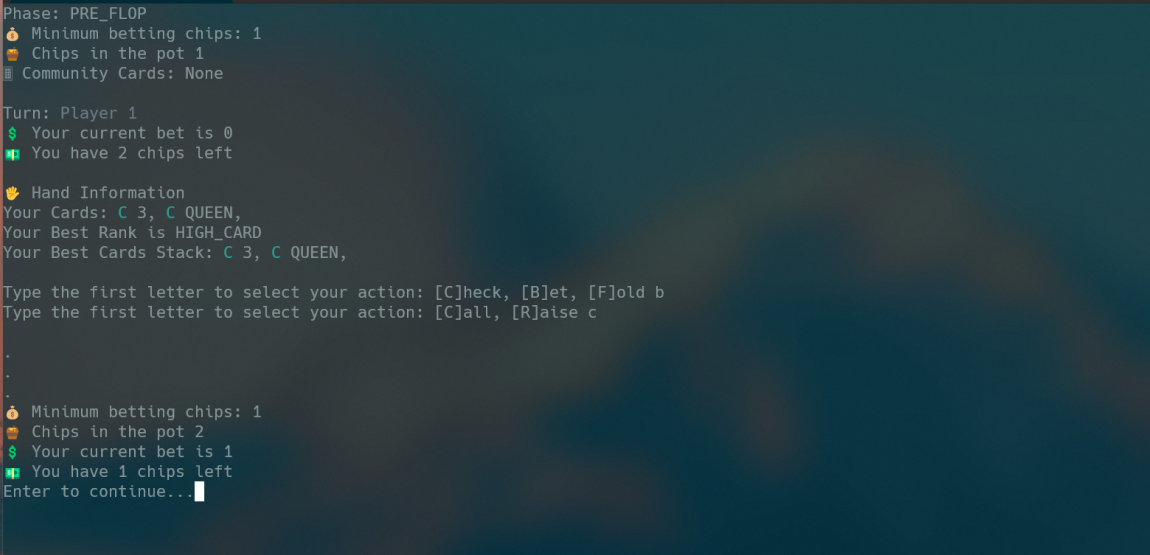 Phase: PRE_FLOP
💰 Minimum betting chips: 1
Chips in the pot 1
Community Cards: None
Turn: Player 1
💲 Your current bet is 0
💵 You have 2 chips left
🖐 Hand Information
Your Cards: C 3, C QUEEN,
Your Best Rank is HIGH_CARD
Your Best Cards Stack: C 3, C QUEEN,
Type the first letter to select your action: [C]heck, [B]et, [F]old b
Type the first letter to select your action: [C]all, [R]aise c
.
.
.
💰 Minimum betting chips: 1
Chips in the pot 2
💲 Your current bet is 1
💵 You have 1 chips left
Enter to continue...